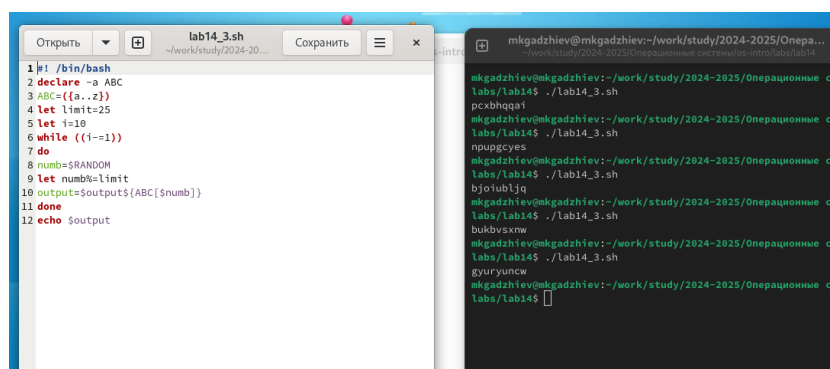 Открыть
lab14_3.sh
~/work/study/2024-20...
Сохранить
1 #! /bin/bash
2 declare -a ABC
3 ABC=({a..z})
4 let limit=25
5 let i=10
6 while ((i-=1))
7 do
8 numb=$RANDOM
9 let numb%=limit
10 output=$output${ABC[$numb]}
11 done
12 echo $output
s-intro
mkgadzhiev@mkgadzhiev:~/work/study/2024-2025/Опера...
~/work/study/2024-2025/Операционные системы/os-intro/labs/lab14
mkgadzhiev@mkgadzhiev:~/work/study/2024-2025/Операционные с
labs/lab14$ ./lab14_3.sh
pcxbhqqai
mkgadzhiev@mkgadzhiev:~/work/study/2024-2025/Операционные с
labs/lab14$ ./lab14_3.sh
npupgcyes
mkgadzhiev@mkgadzhiev:~/work/study/2024-2025/Операционные с
labs/lab14$ ./lab14_3.sh
bjoiubljq
mkgadzhiev@mkgadzhiev:~/work/study/2024-2025/Операционные с
labs/lab14$ ./lab14_3.sh
bukbvsxnw
mkgadzhiev@mkgadzhiev:~/work/study/2024-2025/Операционные с
labs/lab14$ ./lab14_3.sh
gyuryuncw
mkgadzhiev@mkgadzhiev:~/work/study/2024-2025/Операционные с
labs/lab14$